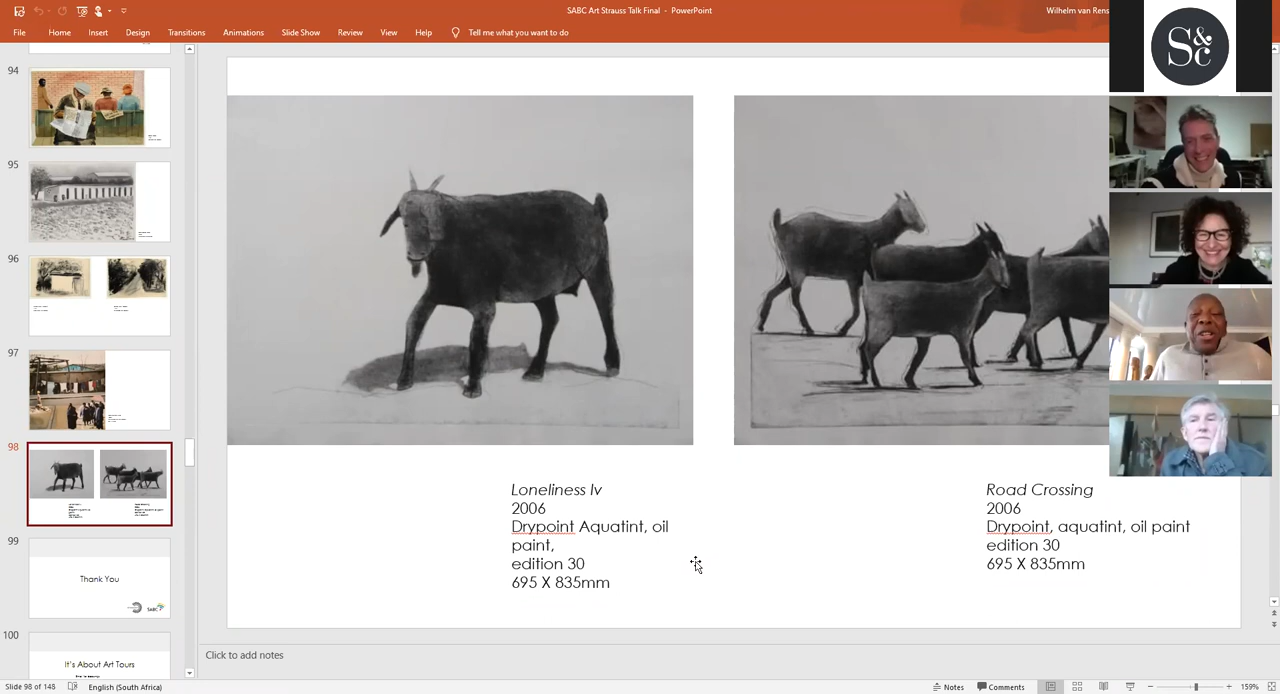 SABC Art Strauss Talk Final - PowerPoint
Wilhelm van Rens
File Home Insert Design Transitions Animations Slide Show Review View Help Tell me what you want to do
S&c
94
95
96
97
98
99
Thank You
SABC
100
It's About Art Tours
Loneliness Iv
2006
Drypoint Aquatint, oil
paint,
edition 30
695 X 835mm
Road Crossing
2006
Drypoint, aquatint, oil paint
edition 30
695 X 835mm
Click to add notes
Slide 98 of 148 English (South Africa) Notes Comments 159%